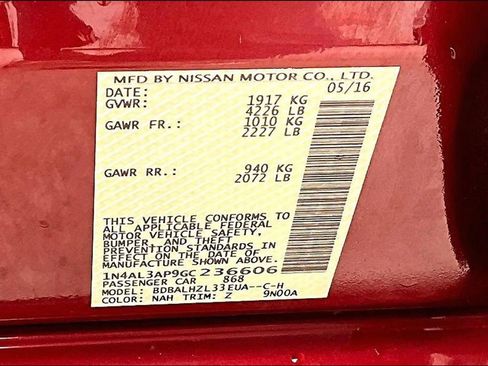 MFD BY NISSAN MOTOR CO., LTD.
DATE: 05/16
GVWR: 1917 KG
4226 LB
GAWR FR.: 1010 KG
2227 LB
GAWR RR.: 940 KG
2072 LB
THIS VEHICLE CONFORMS TO
ALL APPLICABLE FEDERAL
MOTOR VEHICLE SAFETY,
BUMPER, AND THEFT
PREVENTION STANDARDS IN
EFFECT ON THE DATE OF
MANUFACTURE SHOWN ABOVE.
1N4AL3AP9GC236606
PASSENGER CAR 868
MODEL: BDBALHZL33EUA--C-H
COLOR: NAH TRIM: Z 9N00A